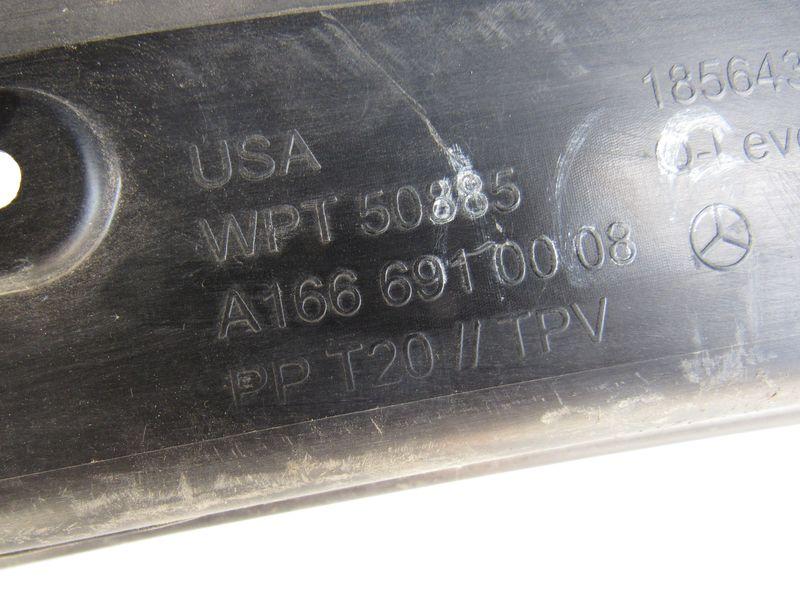 USA
WPT 50885
A166 691 00 08
PP T20 // TPV
185643